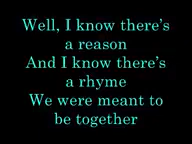 Well, I know there's
a reason
And I know there's
a rhyme
We were meant to
be together